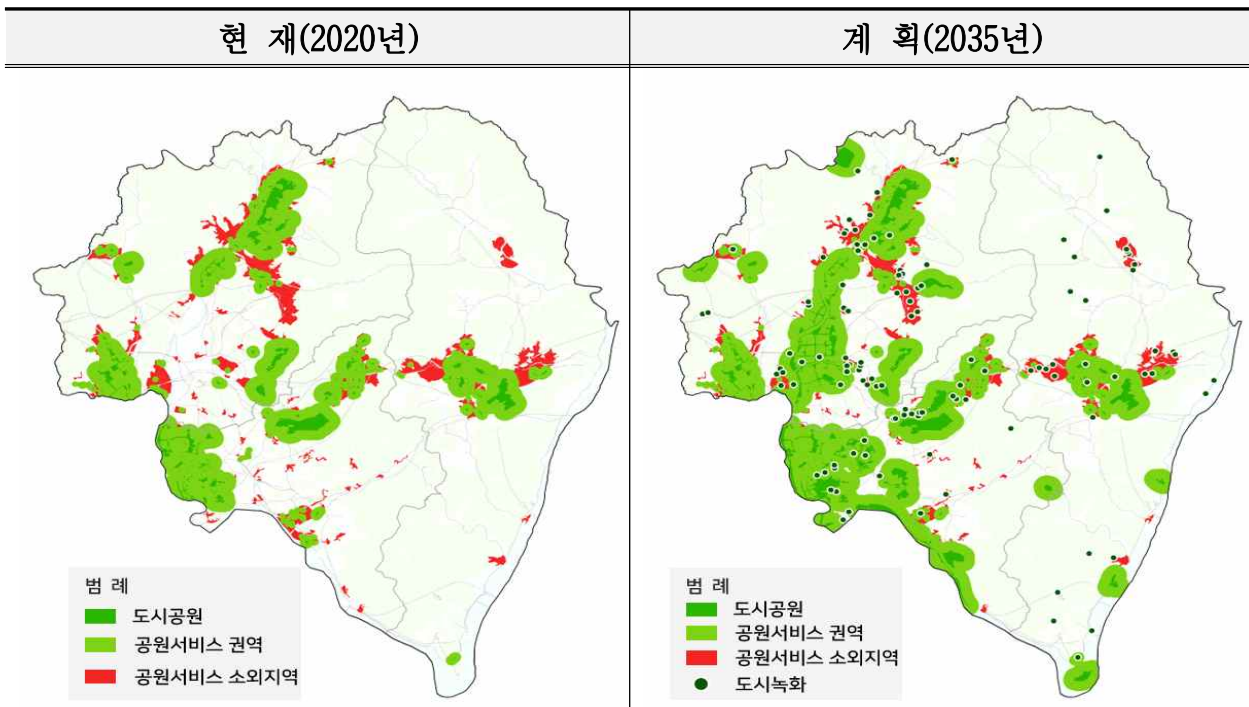 현 재(2020년)
계 획(2035년)
범 례
도시공원
공원서비스 권역
공원서비스 소외지역
범 례
도시공원
공원서비스 권역
공원서비스 소외지역
도시녹화